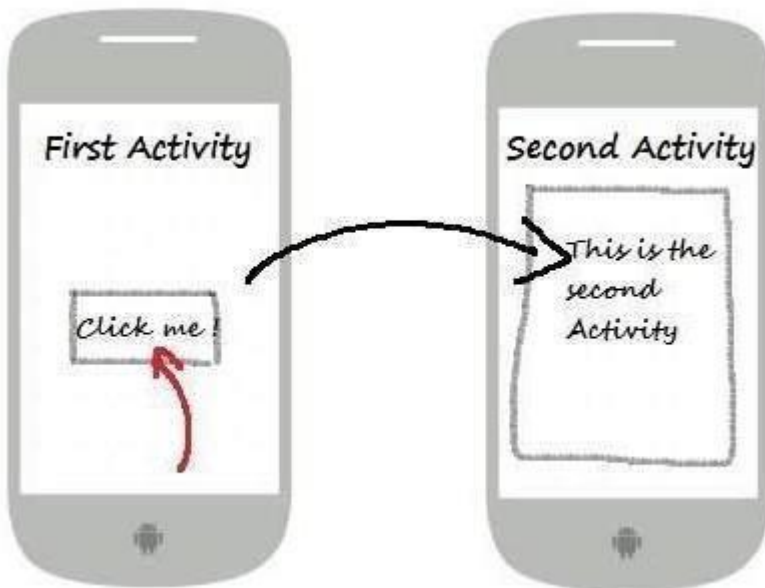 First Activity
Click me !
Second Activity
This is the
second
Activity